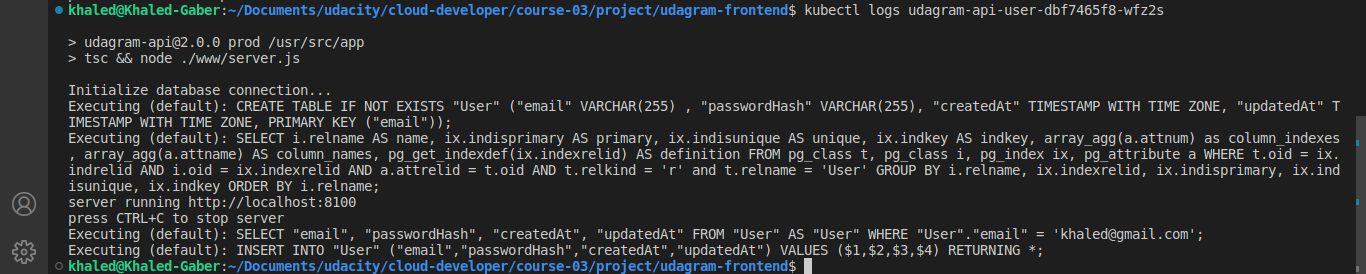 khaled@Khaled-Gaber:~/Documents/udacity/cloud-developer/course-03/project/udagram-frontend$ kubectl logs udagram-api-user-dbf7465f8-wfz2s
> udagram-api@2.0.0 prod /usr/src/app
> tsc && node ./www/server.js
Initialize database connection...
Executing (default): CREATE TABLE IF NOT EXISTS "User" ("email" VARCHAR(255) , "passwordHash" VARCHAR(255), "createdAt" TIMESTAMP WITH TIME ZONE, "updatedAt" T
IMESTAMP WITH TIME ZONE, PRIMARY KEY ("email"));
Executing (default): SELECT i.relname AS name, ix.indisprimary AS primary, ix.indisunique AS unique, ix.indkey AS indkey, array_agg(a.attnum) as column_indexes
, array_agg(a.attname) AS column_names, pg_get_indexdef(ix.indexrelid) AS definition FROM pg_class t, pg_class i, pg_index ix, pg_attribute a WHERE t.oid = ix.
indrelid AND i.oid = ix.indexrelid AND a.attrelid = t.oid AND t.relkind = 'r' and t.relname = 'User' GROUP BY i.relname, ix.indexrelid, ix.indisprimary, ix.ind
isunique, ix.indkey ORDER BY i.relname;
server running http://localhost:8100
press CTRL+C to stop server
Executing (default): SELECT "email", "passwordHash", "createdAt", "updatedAt" FROM "User" AS "User" WHERE "User"."email" = 'khaled@gmail.com';
Executing (default): INSERT INTO "User" ("email","passwordHash","createdAt","updatedAt") VALUES ($1,$2,$3,$4) RETURNING *;
khaled@Khaled-Gaber:~/Documents/udacity/cloud-developer/course-03/project/udagram-frontend$